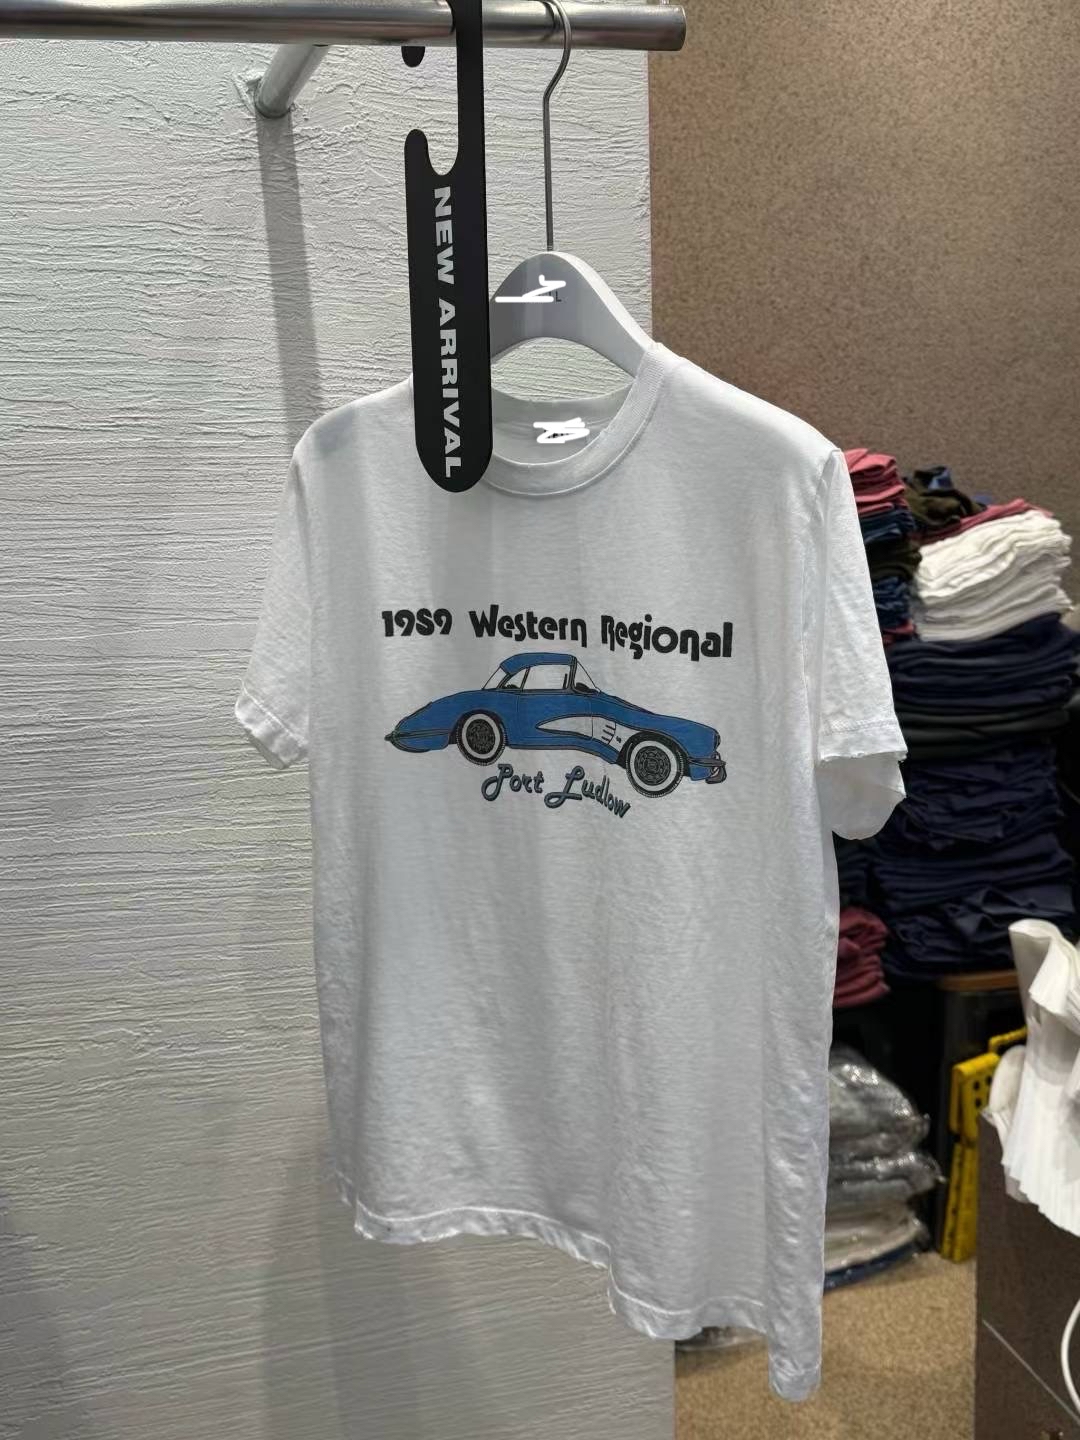 NEW ARRIVAL
1989 Western Regional
Port Ludlow